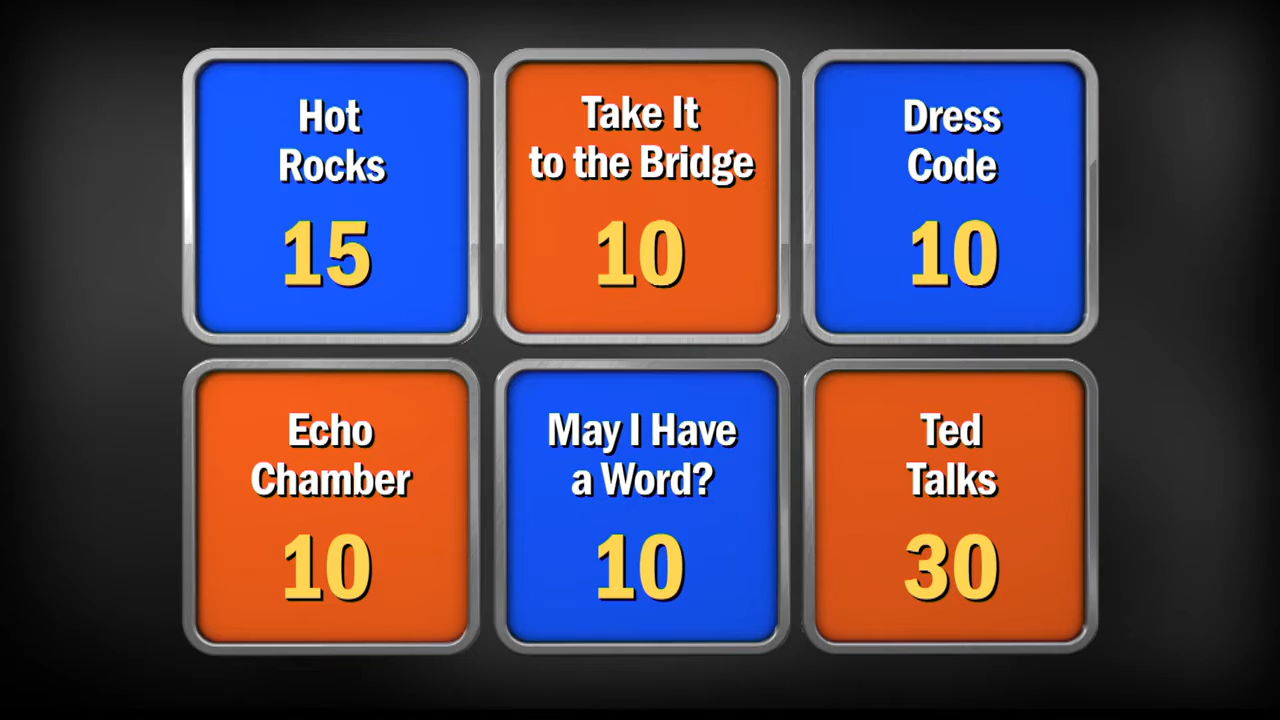 Hot
Rocks
15
Take It
to the Bridge
10
Dress
Code
10
Echo
Chamber
10
May I Have
a Word?
10
Ted
Talks
30